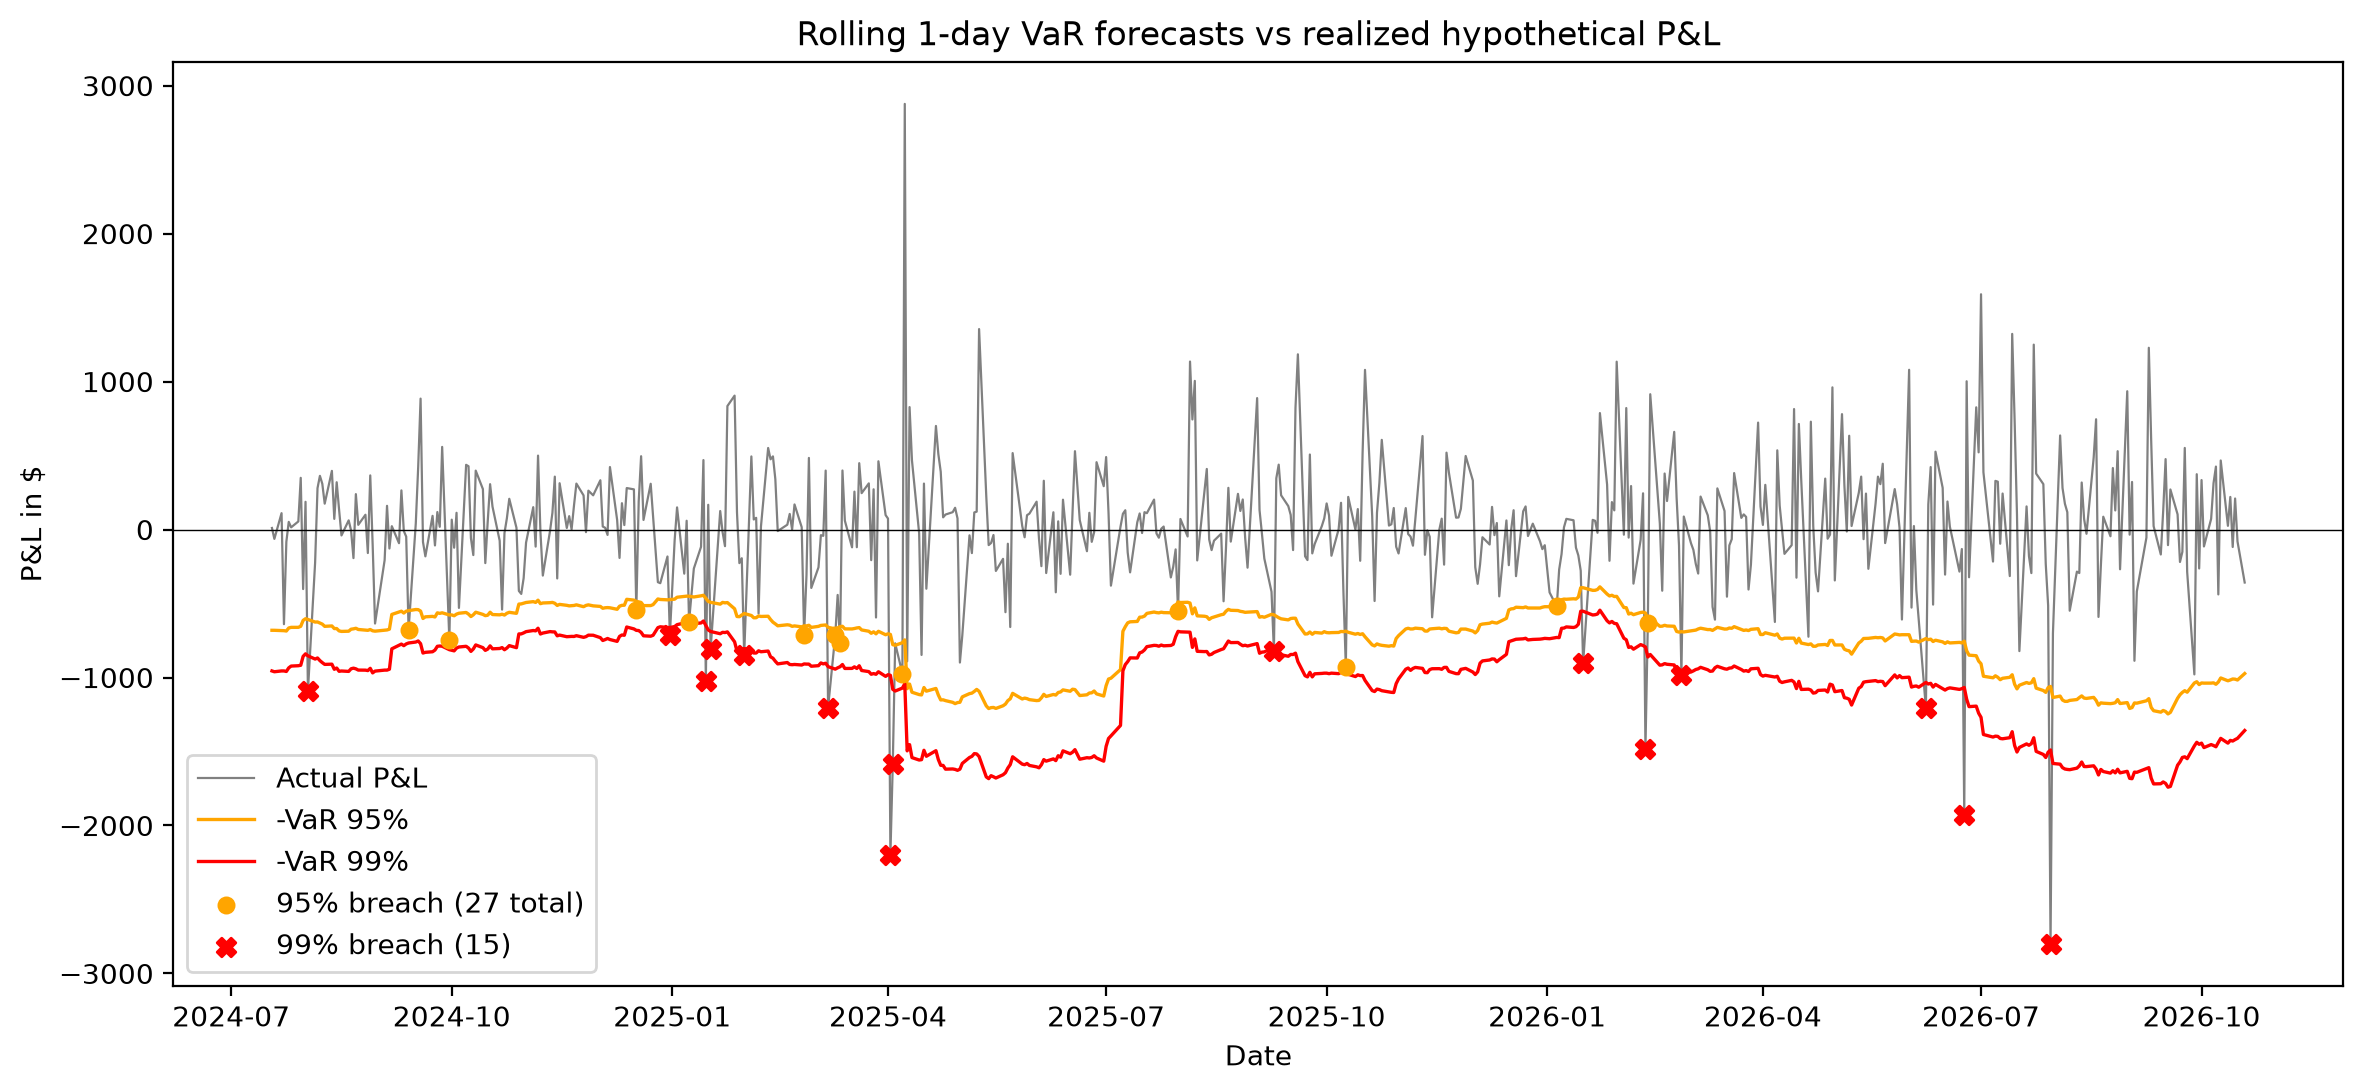 Rolling 1-day VaR forecasts vs realized hypothetical P&L
P&L in $
3000
2000
1000
0
−1000
−2000
−3000
Actual P&L
-VaR 95%
-VaR 99%
95% breach (27 total)
99% breach (15)
2024-07 2024-10 2025-01 2025-04 2025-07 2025-10 2026-01 2026-04 2026-07 2026-10
Date